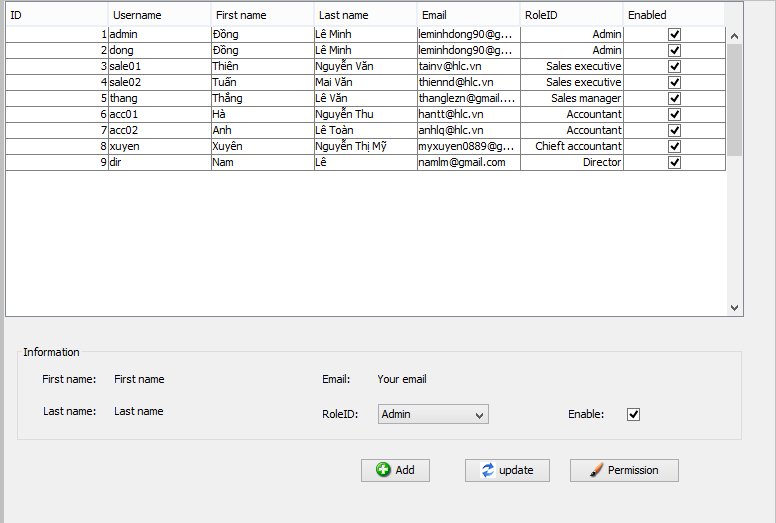 ID Username First name Last name Email RoleID Enabled
1 admin Đồng Lê Minh leminhdong90@g... Admin
2 dong Đồng Lê Minh leminhdong90@g... Admin
3 sale01 Thiên Nguyễn Văn tainv@hlc.vn Sales executive
4 sale02 Tuấn Mai Văn thiennd@hlc.vn Sales executive
5 thang Thắng Lê Văn thanglezn@gmail.... Sales manager
6 acc01 Hà Nguyễn Thu hantt@hlc.vn Accountant
7 acc02 Anh Lê Toàn anhlq@hlc.vn Accountant
8 xuyen Xuyên Nguyễn Thị Mỹ myxuyen0889@g... Chieft accountant
9 dir Nam Lê namlm@gmail.com Director
Information
First name: First name Email: Your email
Last name: Last name RoleID: Admin Enable:
Add update Permission